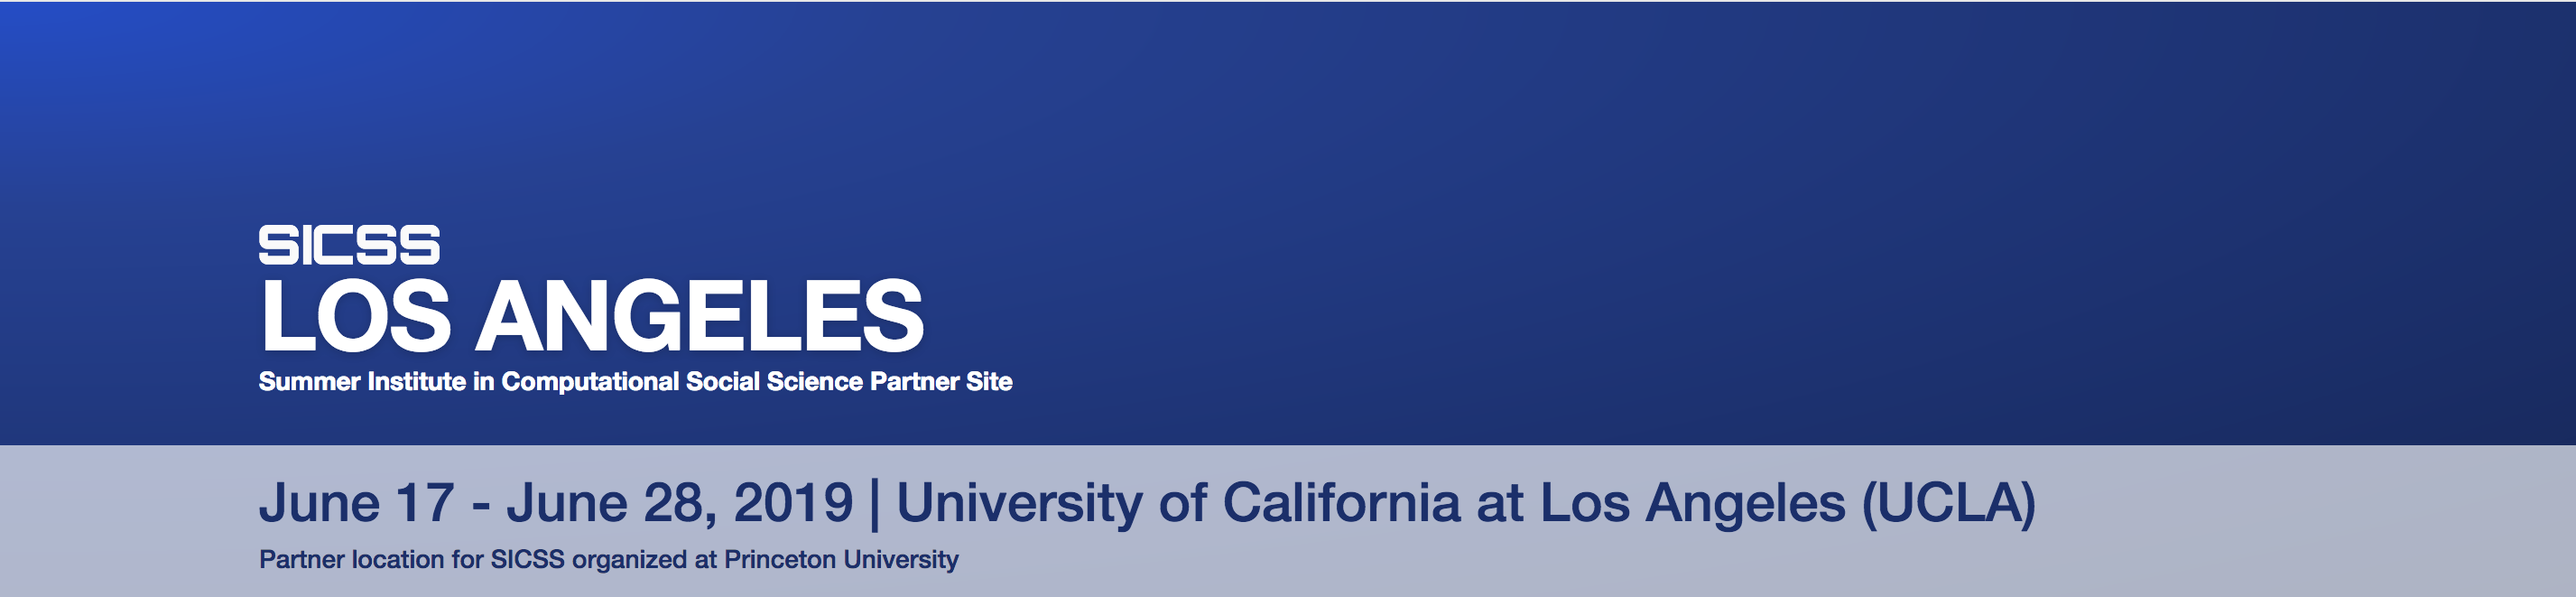 SICSS
LOS ANGELES
Summer Institute in Computational Social Science Partner Site
June 17 - June 28, 2019 | University of California at Los Angeles (UCLA)
Partner location for SICSS organized at Princeton University